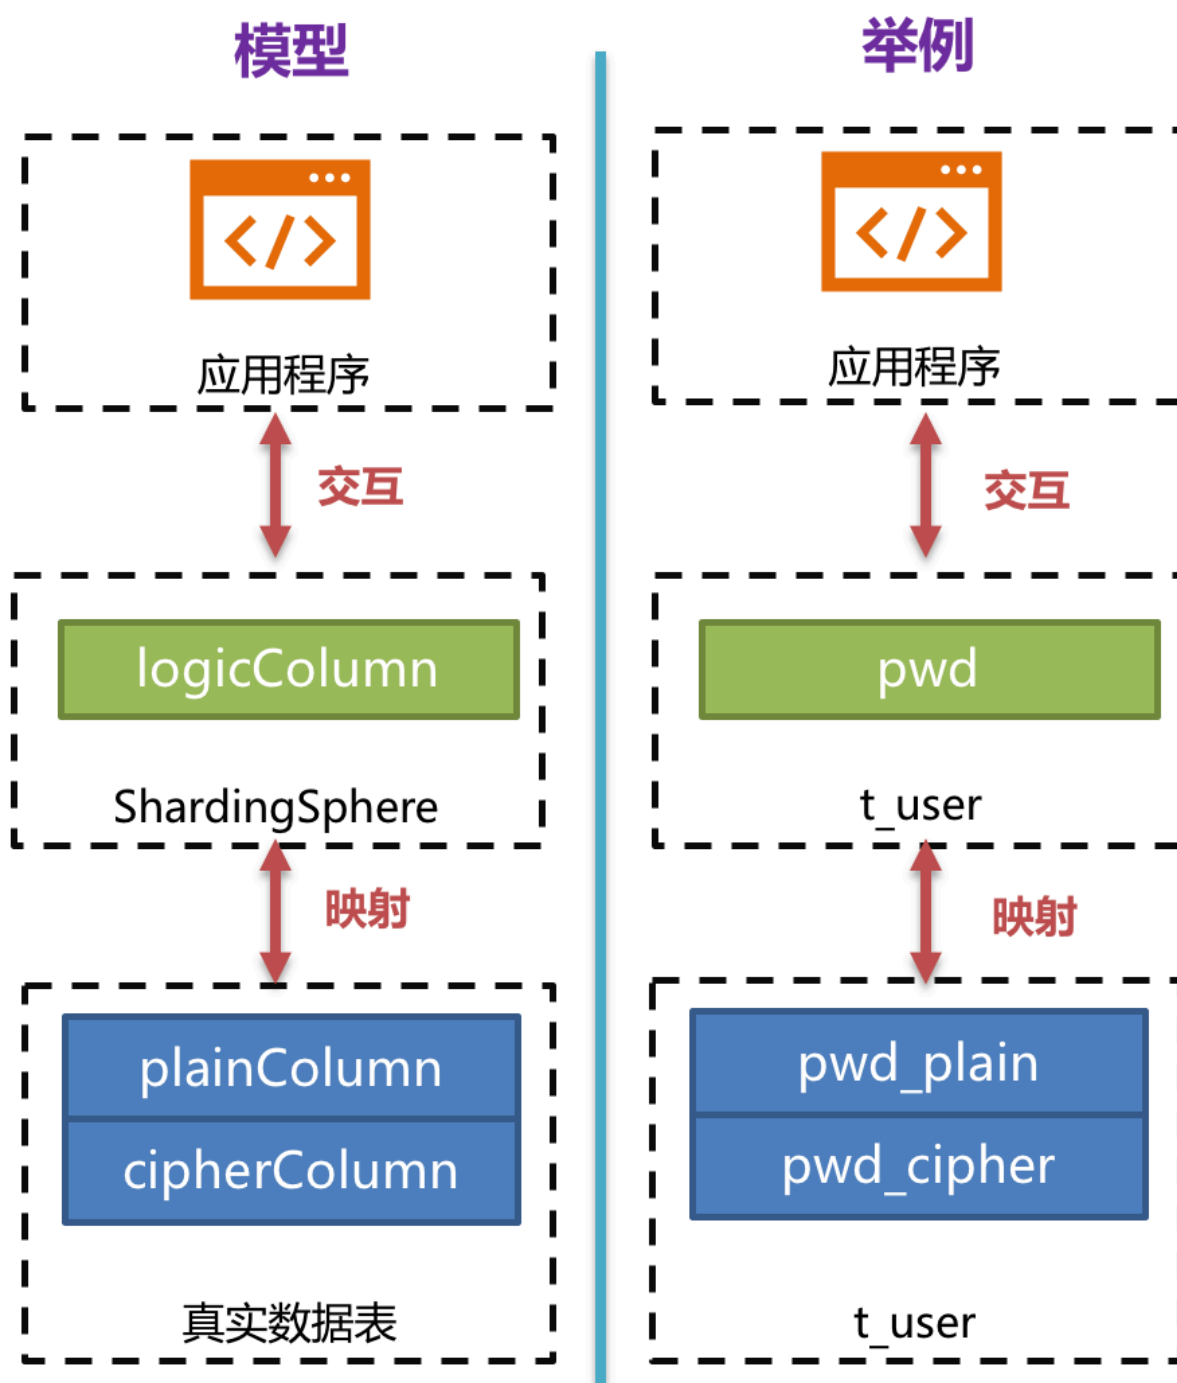 模型
应用程序
交互
logicColumn
ShardingSphere
映射
plainColumn
cipherColumn
真实数据表
举例
应用程序
交互
pwd
t_user
映射
pwd_plain
pwd_cipher
t_user